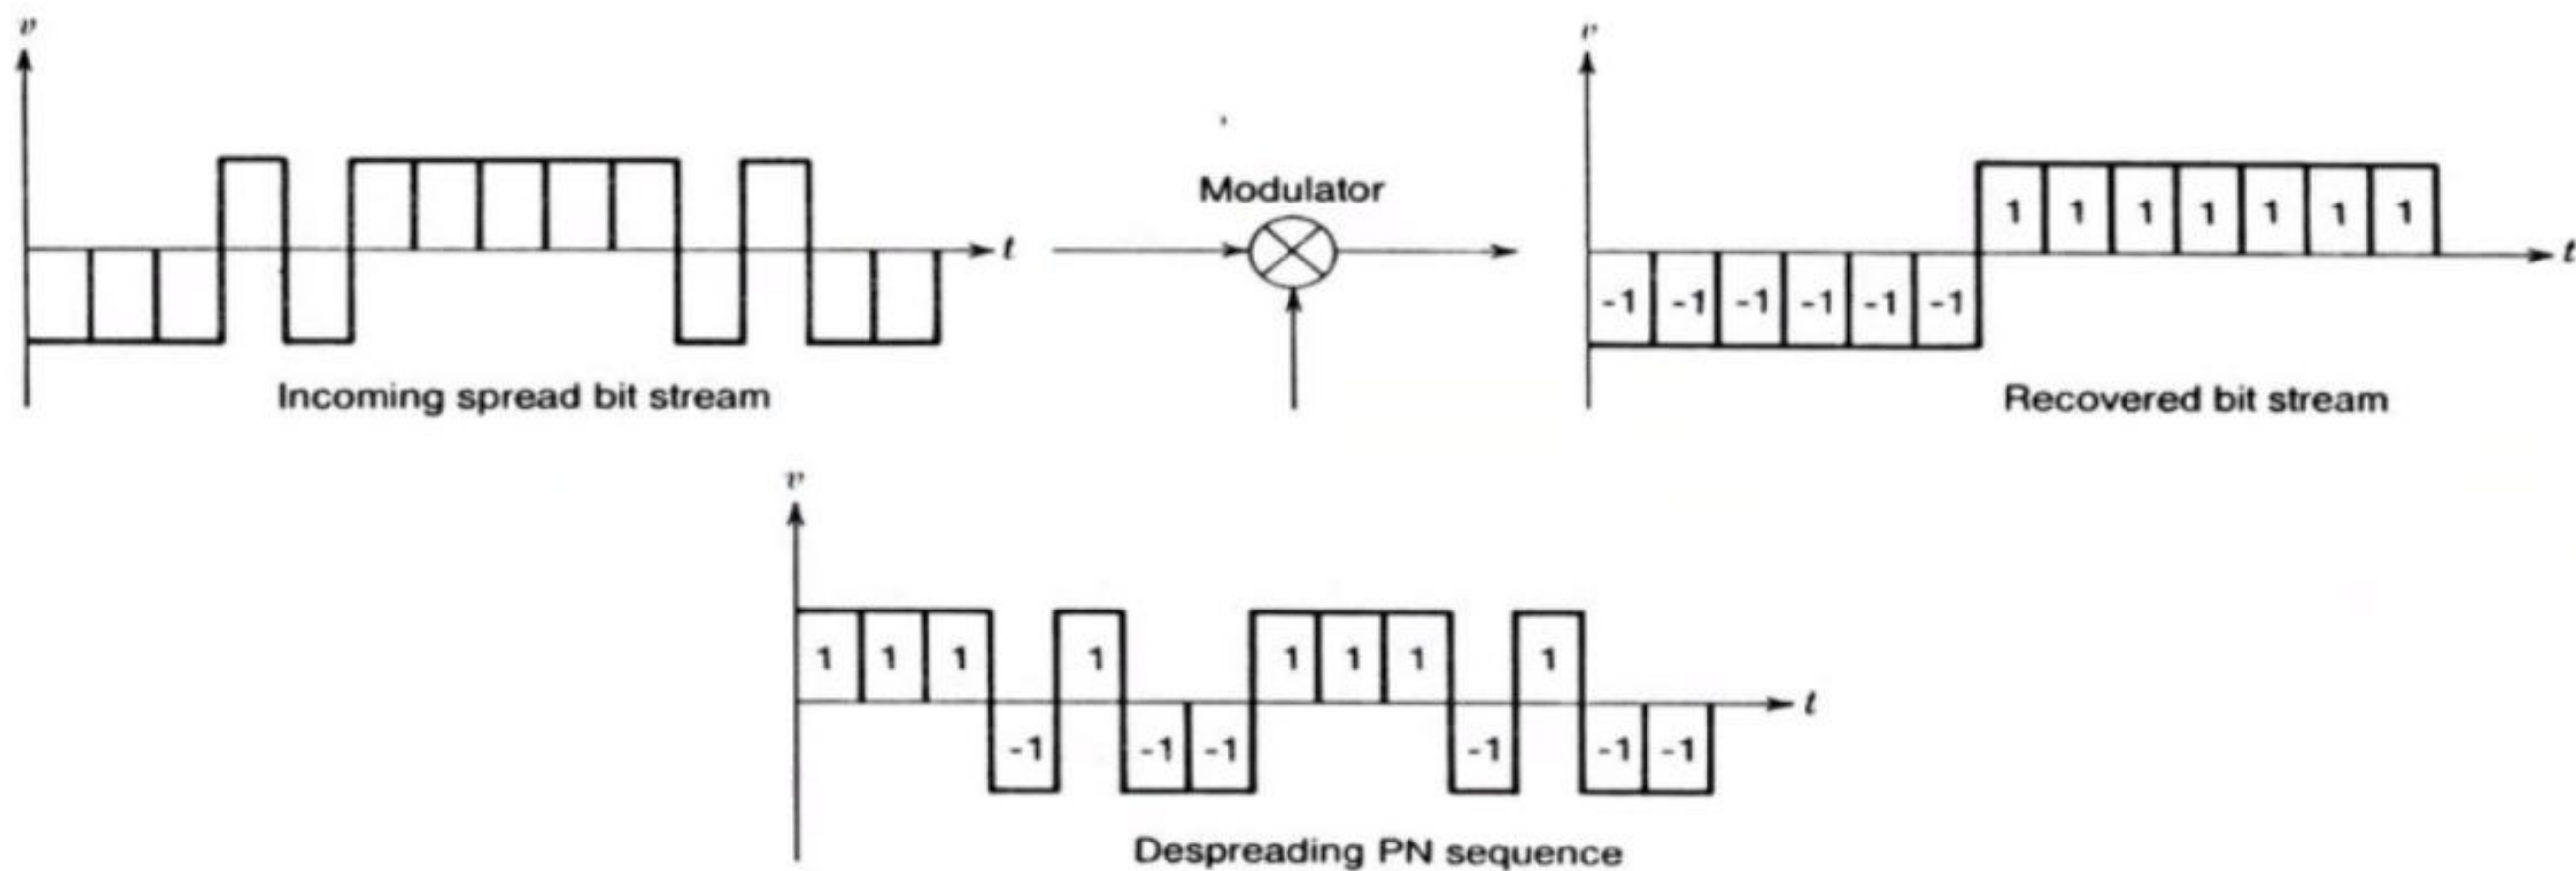 v
v
Modulator
1 1 1 1 1 1 1
t
t
-1 -1 -1 -1 -1 -1
Incoming spread bit stream
Recovered bit stream
v
1 1 1 1 1 1 1 1
t
-1 -1 -1 -1 -1 -1
Despreading PN sequence